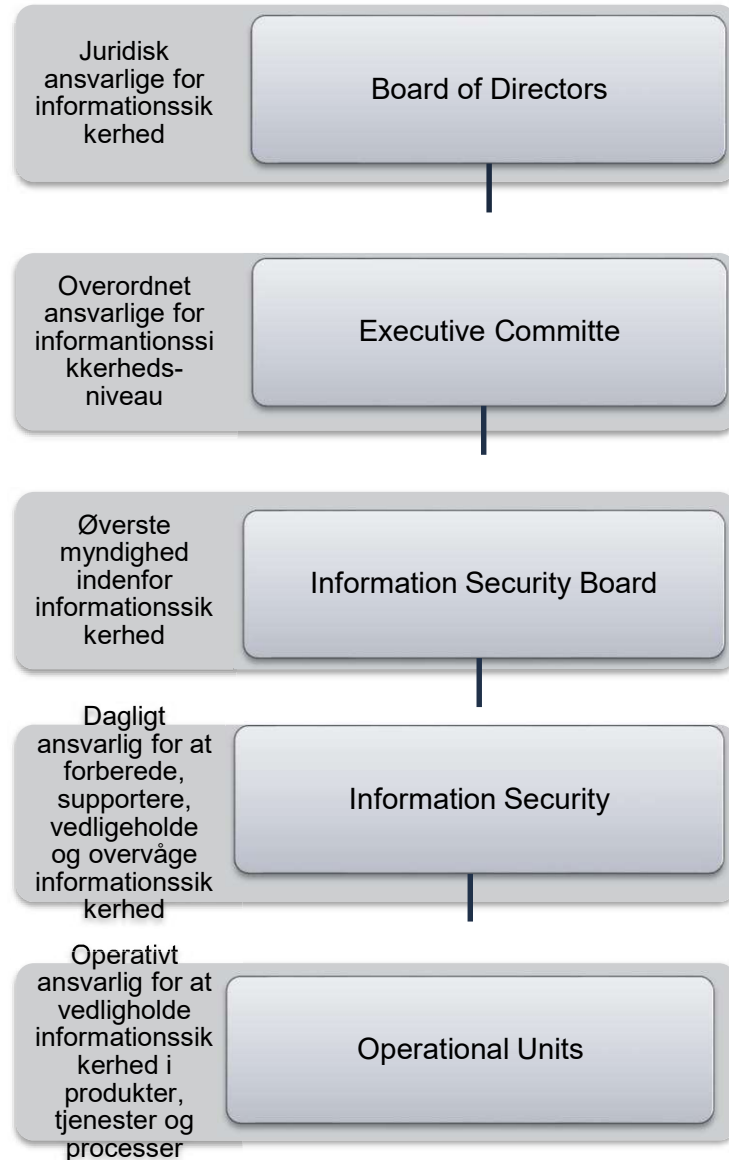 Juridisk
ansvarlige for
informationssik
kerhed
Board of Directors
Overordnet
ansvarlige for
informantionssi
kkerheds-
niveau
Executive Committe
Øverste
myndighed
indenfor
informationssik
kerhed
Information Security Board
Dagligt
ansvarlig for at
forberede,
supportere,
vedligeholde
og overvåge
informationssik
kerhed
Information Security
Operativt
ansvarlig for at
vedligholde
informationssik
kerhed i
produkter,
tjenester og
processer
Operational Units